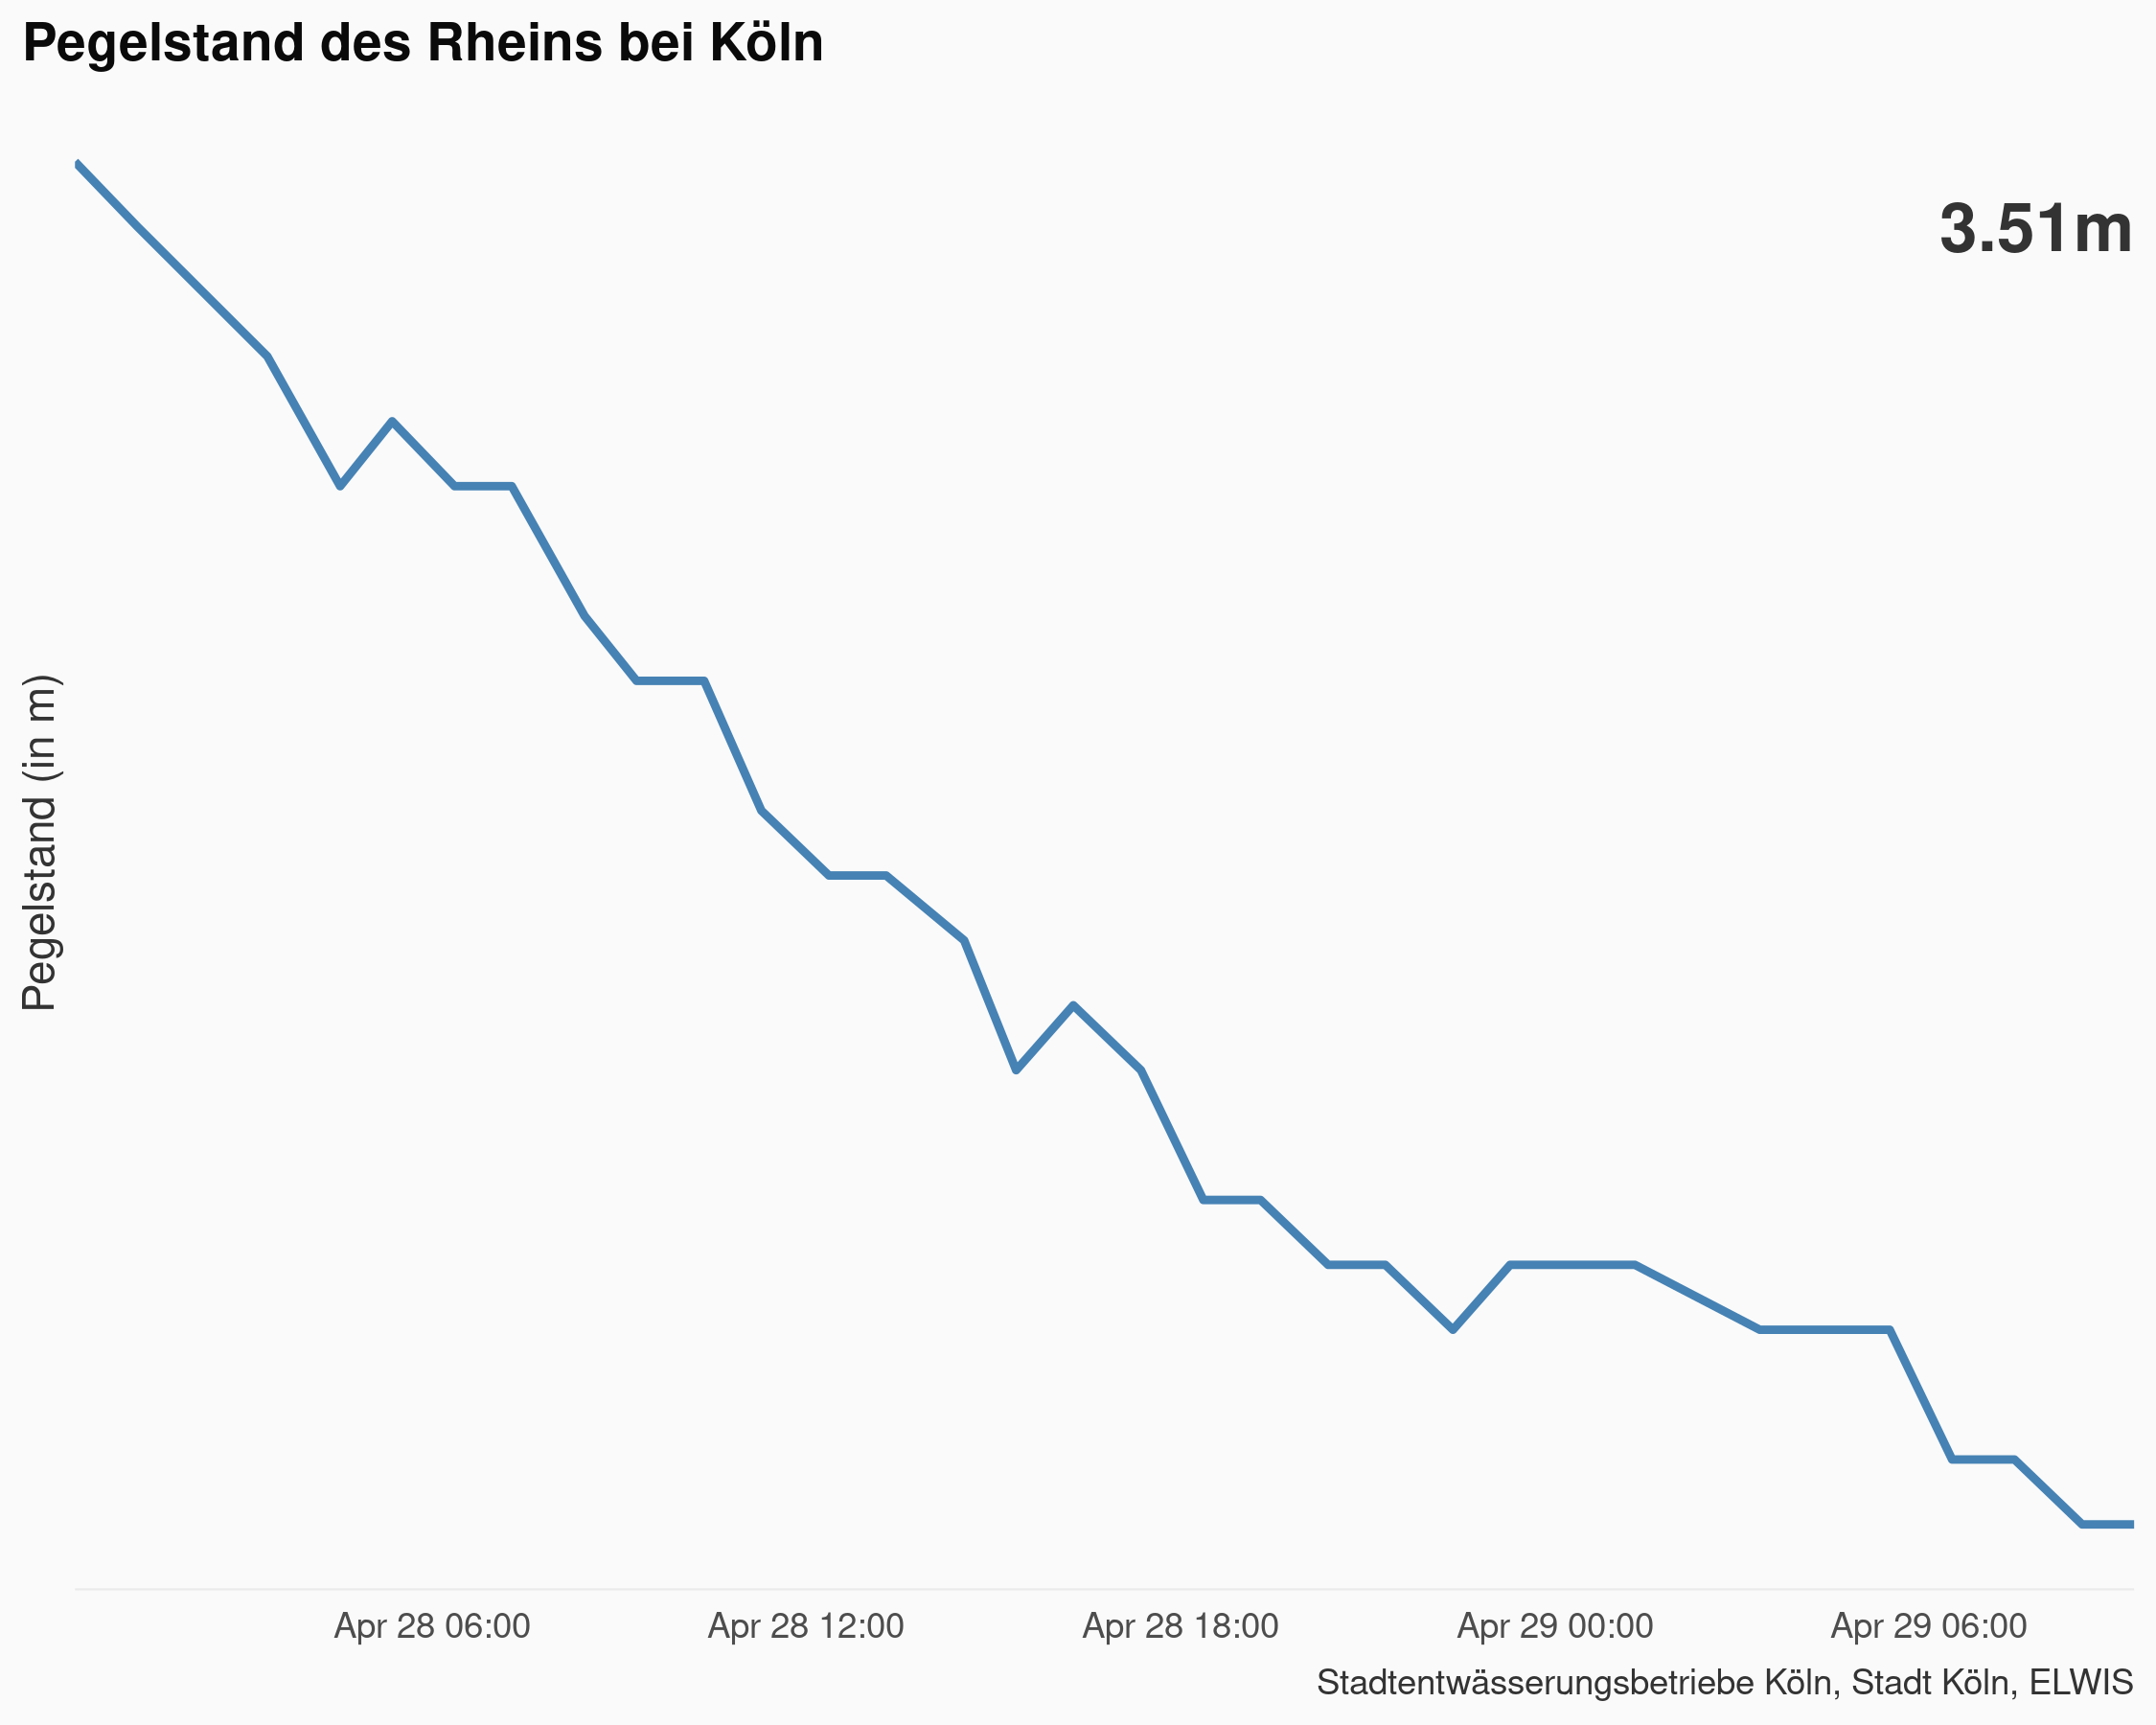 Pegelstand des Rheins bei Köln
3.51m
Pegelstand (in m)
Apr 28 06:00 Apr 28 12:00 Apr 28 18:00 Apr 29 00:00 Apr 29 06:00
Stadtentwässerungsbetriebe Köln, Stadt Köln, ELWIS